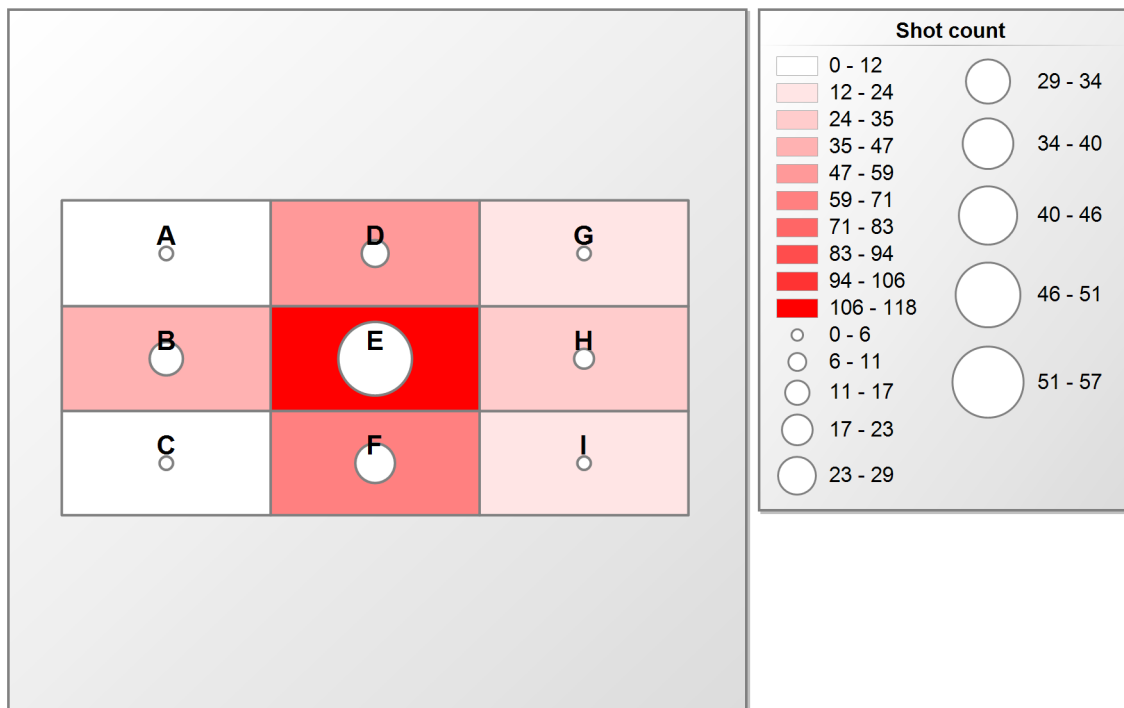 A
D
G
B
E
H
C
F
I
Shot count
0 - 12
12 - 24
24 - 35
35 - 47
47 - 59
59 - 71
71 - 83
83 - 94
94 - 106
106 - 118
0 - 6
6 - 11
11 - 17
17 - 23
23 - 29
29 - 34
34 - 40
40 - 46
46 - 51
51 - 57